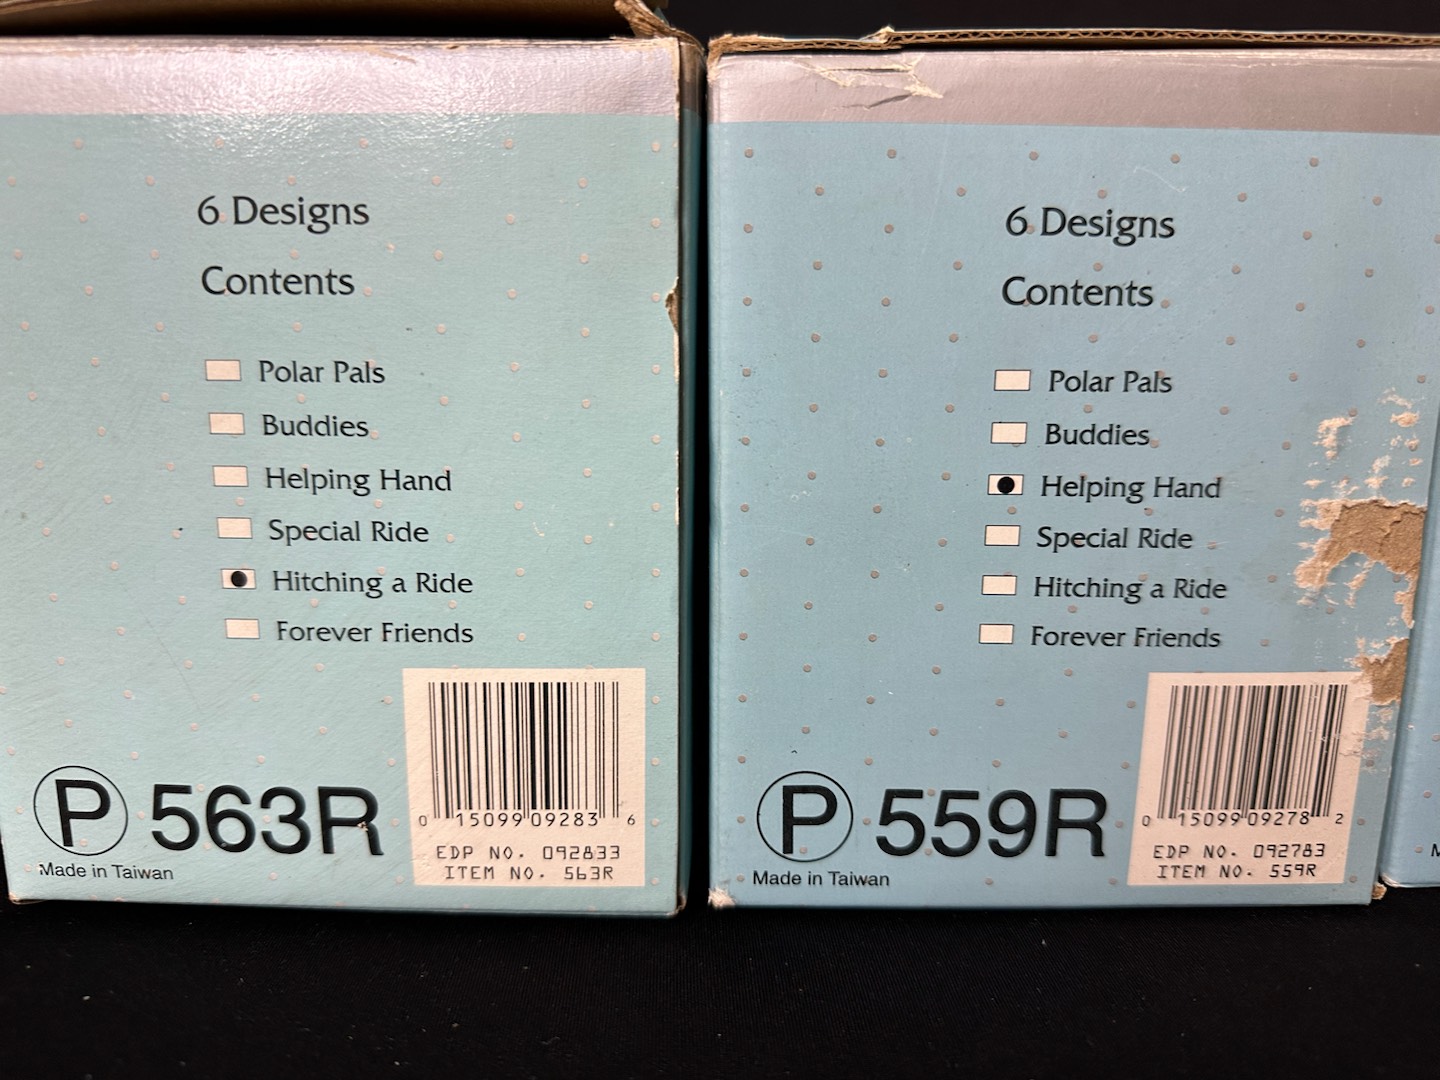 6 Designs
Contents
Polar Pals
Buddies
Helping Hand
Special Ride
Hitching a Ride
Forever Friends
P 563R
Made in Taiwan
0 15099 09283 6
EDP NO. 092833
ITEM NO. 563R
6 Designs
Contents
Polar Pals
Buddies
Helping Hand
Special Ride
Hitching a Ride
Forever Friends
P 559R
Made in Taiwan
0 15099 09278 2
EDP NO. 092783
ITEM NO. 559R